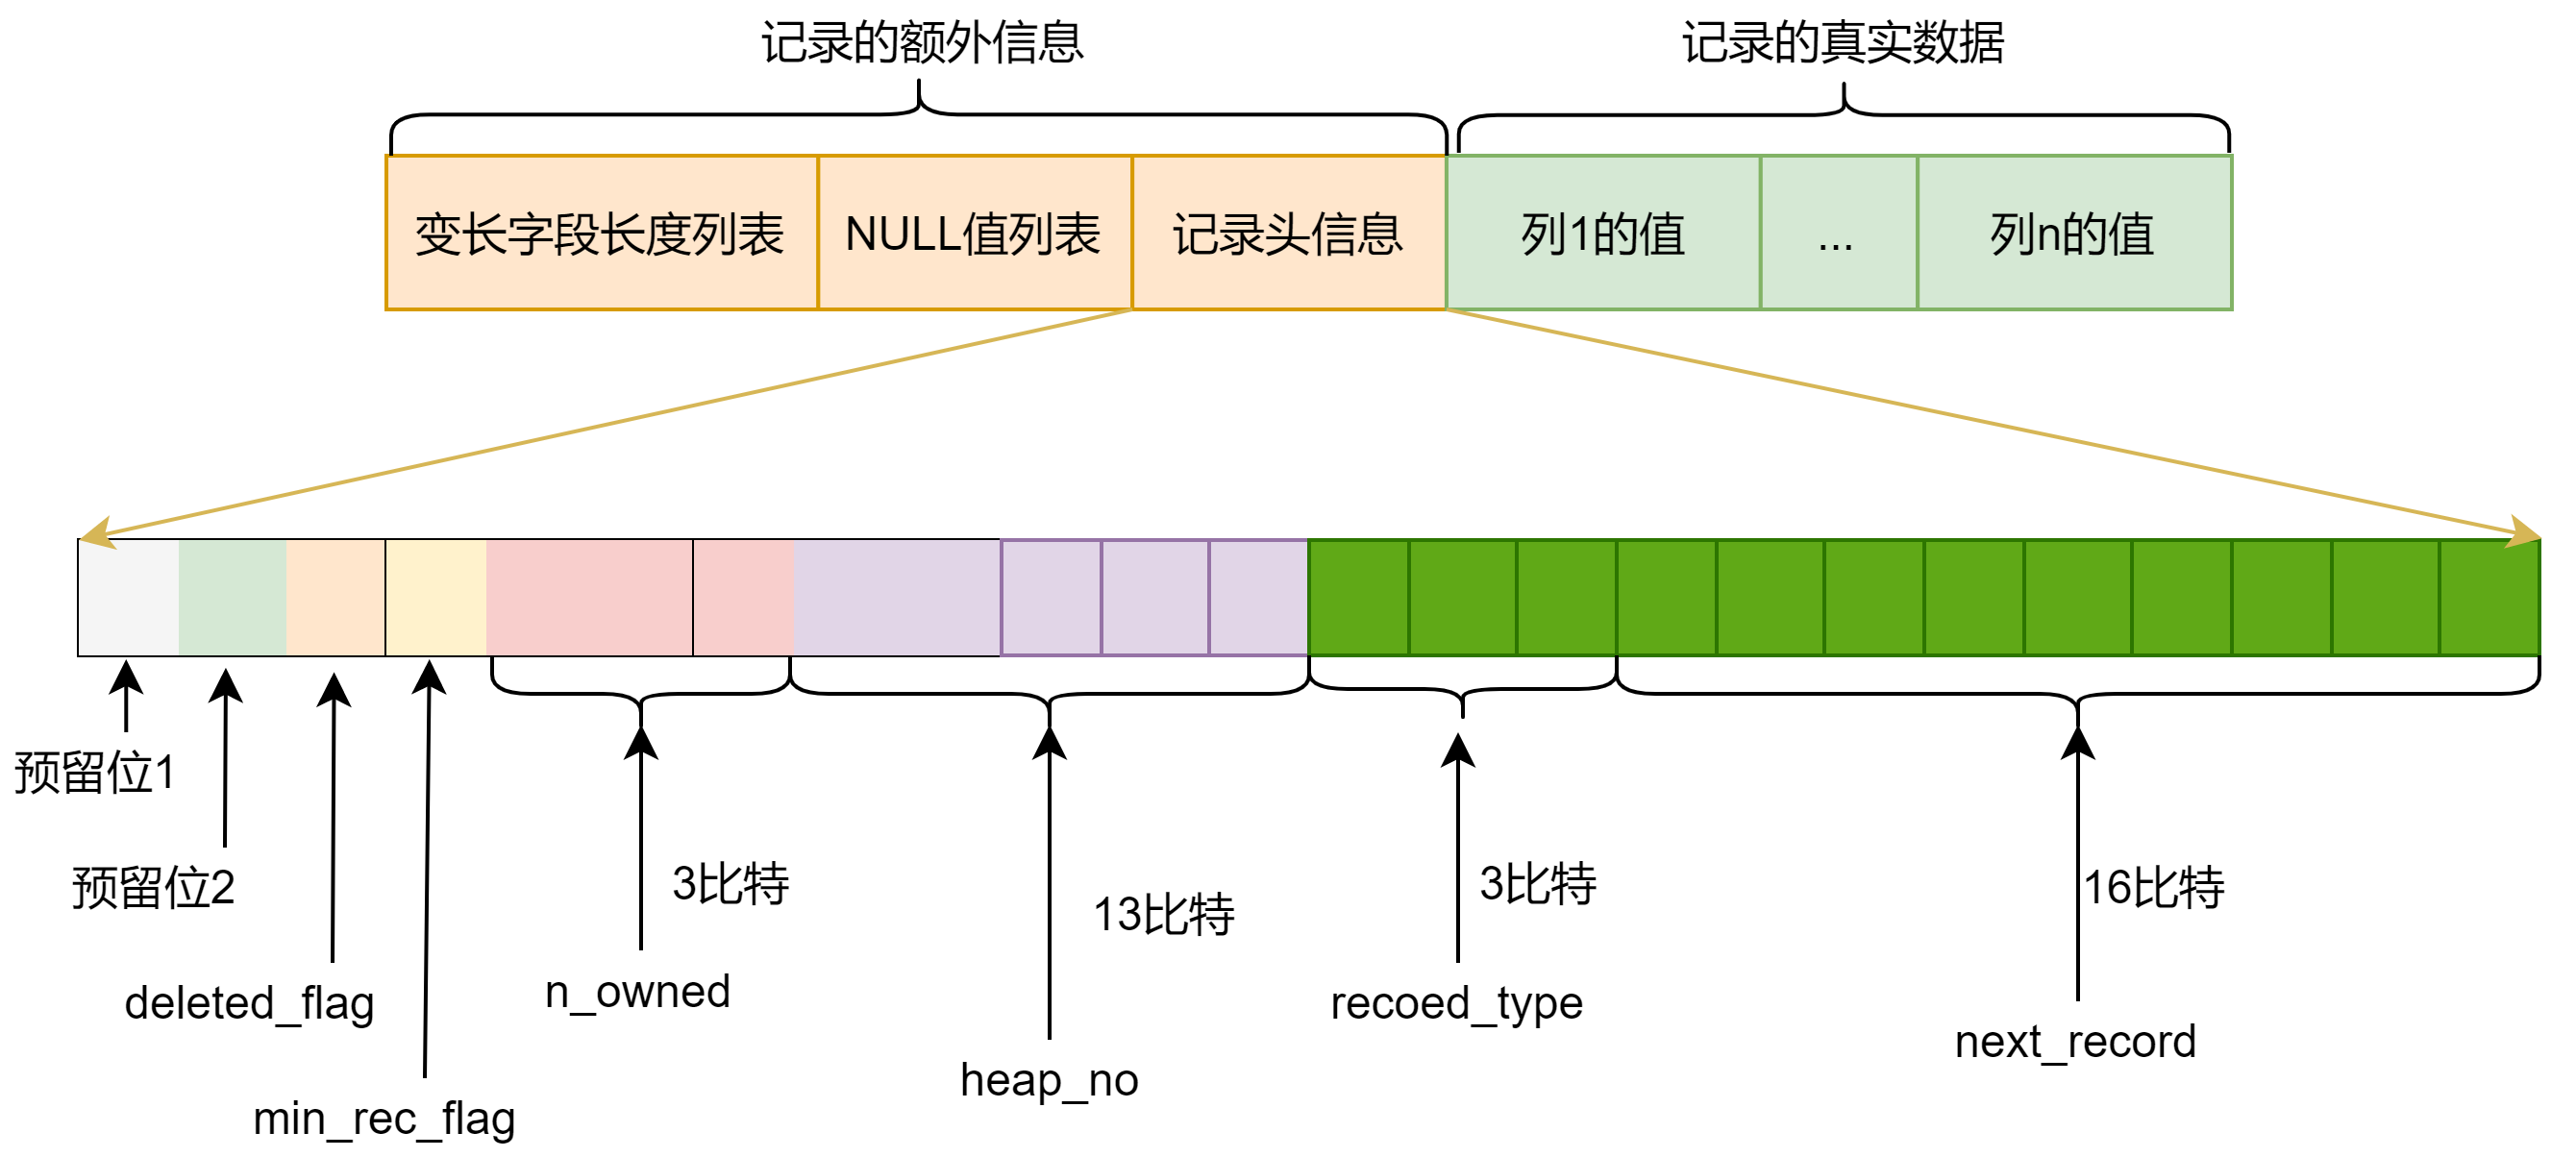 记录的额外信息
记录的真实数据
变长字段长度列表
NULL值列表
记录头信息
列1的值
...
列n的值
预留位1
预留位2
3比特
13比特
3比特
16比特
deleted_flag
n_owned
recoed_type
next_record
heap_no
min_rec_flag